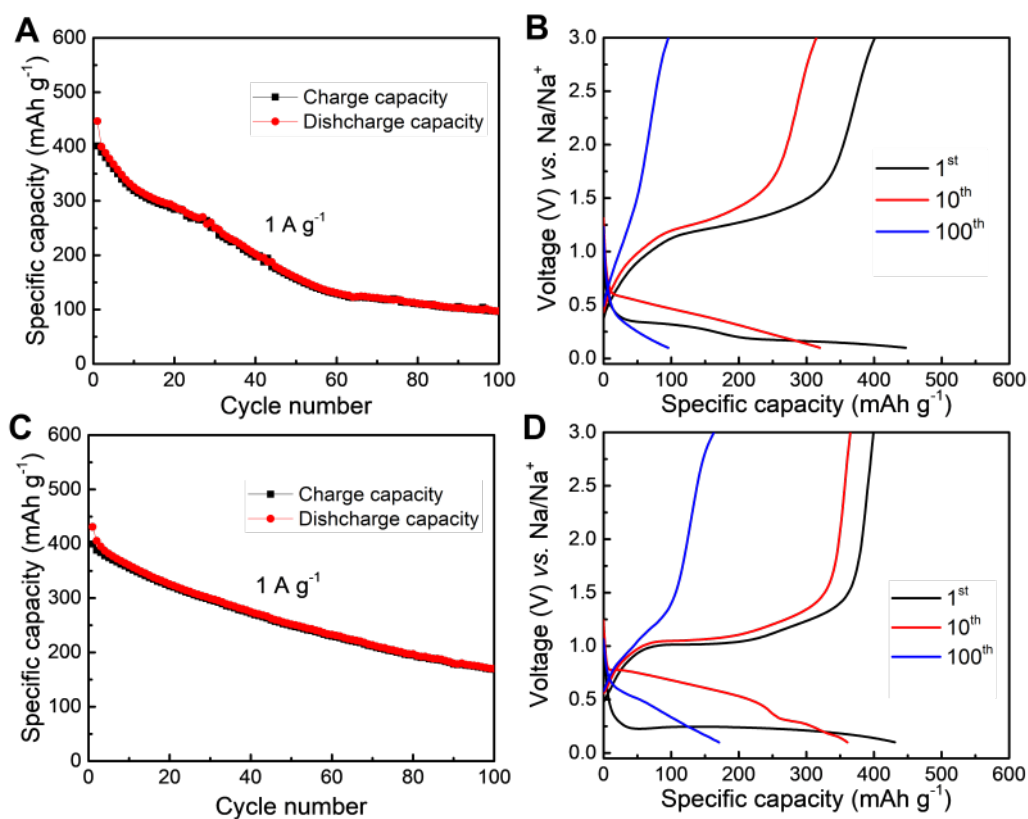 A
600
500
400
300
200
100
0
Specific capacity (mAh g⁻¹)
Charge capacity
Dishcharge capacity
1 A g⁻¹
0 20 40 60 80 100
Cycle number
B
3.0
2.5
2.0
1.5
1.0
0.5
0.0
Voltage (V) vs. Na/Na⁺
1ˢᵗ
10ᵗʰ
100ᵗʰ
0 100 200 300 400 500 600
Specific capacity (mAh g⁻¹)
C
600
500
400
300
200
100
0
Specific capacity (mAh g⁻¹)
Charge capacity
Dishcharge capacity
1 A g⁻¹
0 20 40 60 80 100
Cycle number
D
3.0
2.5
2.0
1.5
1.0
0.5
0.0
Voltage (V) vs. Na/Na⁺
1ˢᵗ
10ᵗʰ
100ᵗʰ
0 100 200 300 400 500 600
Specific capacity (mAh g⁻¹)